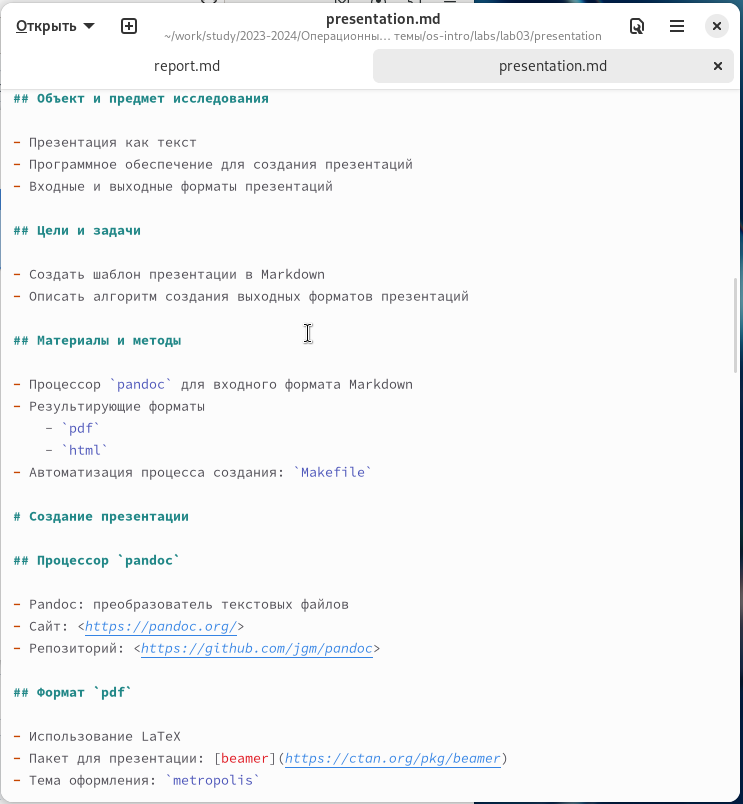 Открыть
presentation.md
~/work/study/2023-2024/Операционны… темы/os-intro/labs/lab03/presentation
report.md
presentation.md
## Объект и предмет исследования
- Презентация как текст
- Программное обеспечение для создания презентаций
- Входные и выходные форматы презентаций
## Цели и задачи
- Создать шаблон презентации в Markdown
- Описать алгоритм создания выходных форматов презентаций
## Материалы и методы
- Процессор `pandoc` для входного формата Markdown
- Результирующие форматы
    - `pdf`
    - `html`
- Автоматизация процесса создания: `Makefile`
# Создание презентации
## Процессор `pandoc`
- Pandoc: преобразователь текстовых файлов
- Сайт: <https://pandoc.org/>
- Репозиторий: <https://github.com/jgm/pandoc>
## Формат `pdf`
- Использование LaTeX
- Пакет для презентации: [beamer](https://ctan.org/pkg/beamer)
- Тема оформления: `metropolis`